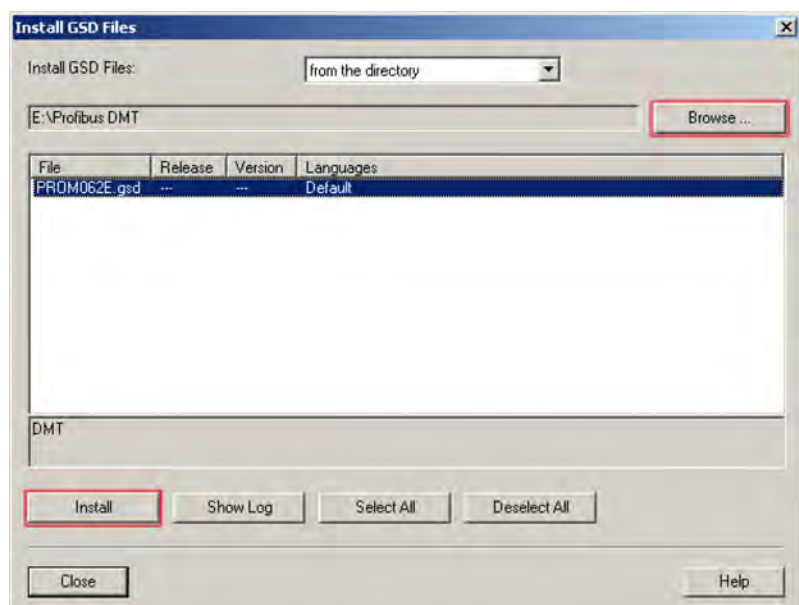 Install GSD Files
Install GSD Files: from the directory
E:\Profibus DMT Browse ...
File Release Version Languages
PROM062E.gsd --- --- Default
DMT
Install Show Log Select All Deselect All
Close Help